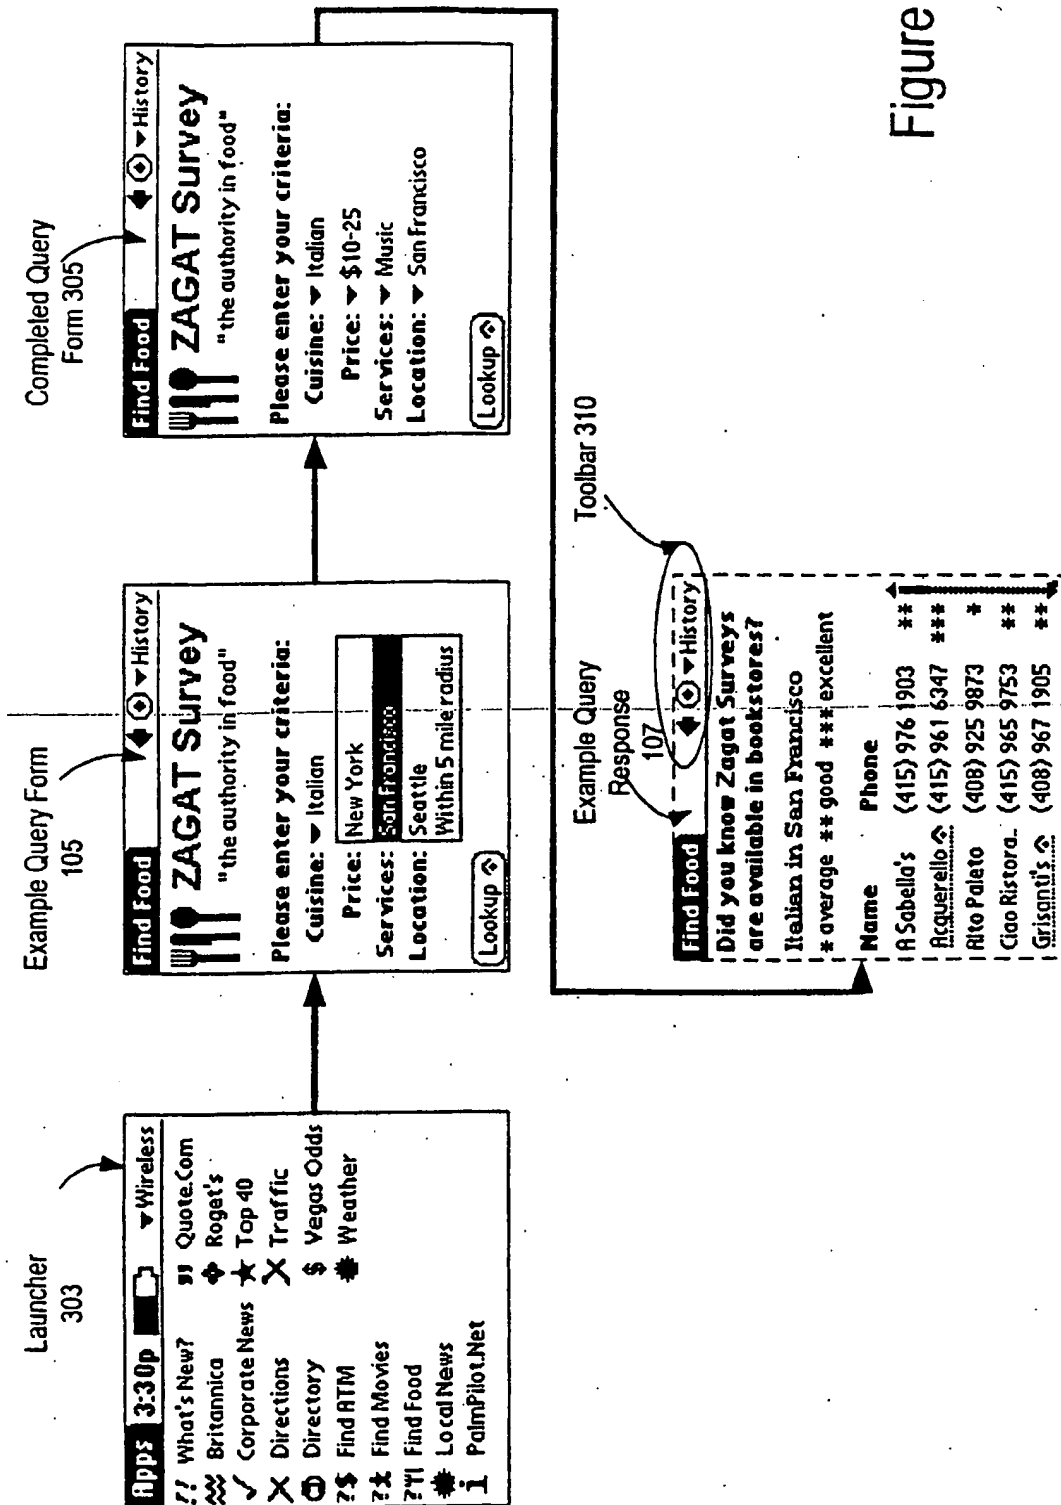 Launcher
303
Apps 3:30p ▼Wireless
?? What's New?
Britannica
Corporate News
Directions
Directory
?$ Find ATM
Find Movies
Find Food
Local News
i PalmPilot.Net
Quote.Com
Roget's
Top 40
Traffic
$ Vegas Odds
Weather
Example Query Form
105
Find Food ▼History
ZAGAT Survey
"the authority in food"
Please enter your criteria:
Cuisine: ▼ Italian
Price: New York
Services: San Francisco
Location: Seattle
Within 5 mile radius
Lookup
Completed Query
Form 305
Find Food ▼History
ZAGAT Survey
"the authority in food"
Please enter your criteria:
Cuisine: ▼ Italian
Price: ▼ $10-25
Services: ▼ Music
Location: ▼ San Francisco
Lookup
Example Query
Response
107
Toolbar 310
Find Food ▼History
Did you know Zagat Surveys
are available in bookstores?
Italian in San Francisco
* average ** good *** excellent
Name Phone
A Sabella's (415) 976 1903 **
Acquerello (415) 961 6347 ***
Alto Paleto (408) 925 9873 *
Ciao Ristora.. (415) 965 9753 **
Grisanti's (408) 967 1905 **
Figure